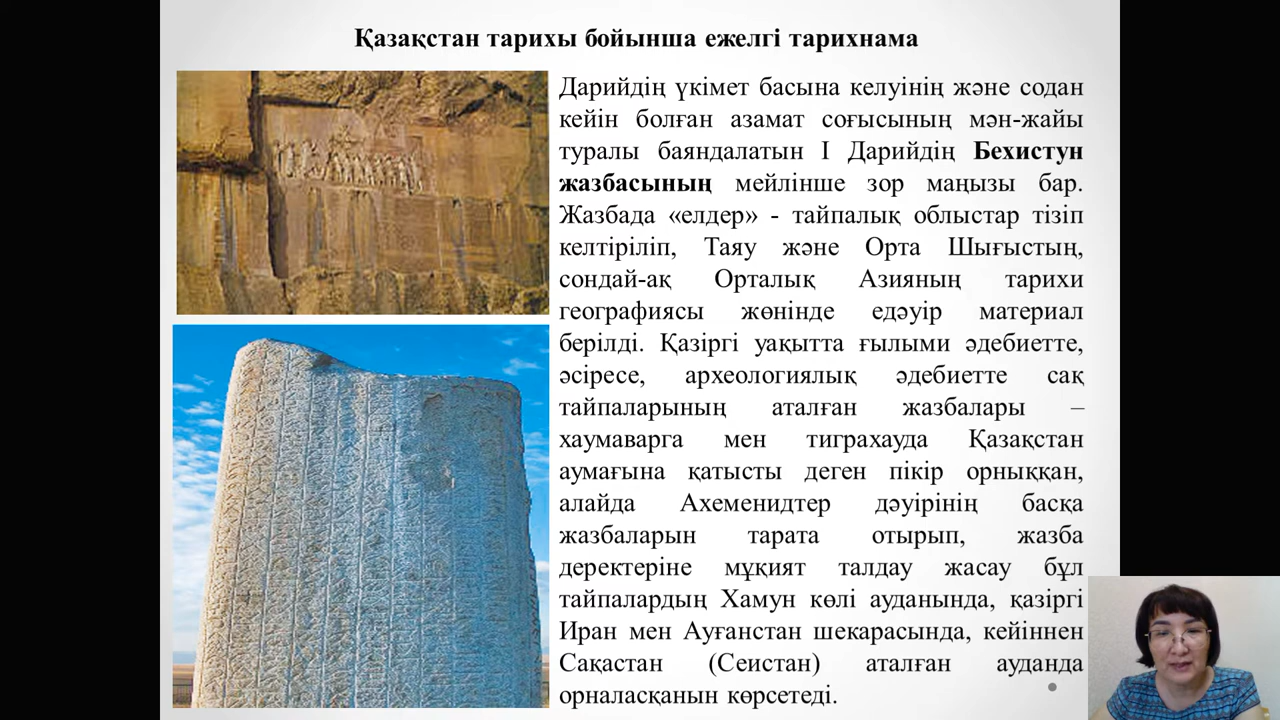 Қазақстан тарихы бойынша ежелгі тарихнама
Дарийдің үкімет басына келуінің және содан
кейін болған азамат соғысының мән-жайы
туралы баяндалатын I Дарийдің Бехистун
жазбасының мейлінше зор маңызы бар.
Жазбада «елдер» - тайпалық облыстар тізіп
келтіріліп, Таяу және Орта Шығыстың,
сондай-ақ Орталық Азияның тарихи
географиясы жөнінде едәуір материал
берілді. Қазіргі уақытта ғылыми әдебиетте,
әсіресе, археологиялық әдебиетте сақ
тайпаларының аталған жазбалары –
хаумаварга мен тиграхауда Қазақстан
аумағына қатысты деген пікір орныққан,
алайда Ахеменидтер дәуірінің басқа
жазбаларын тарата отырып, жазба
деректеріне мұқият талдау жасау бұл
тайпалардың Хамун көлі ауданында, қазіргі
Иран мен Ауғанстан шекарасында, кейіннен
Сақастан (Сеистан) аталған ауданда
орналасқанын көрсетеді.